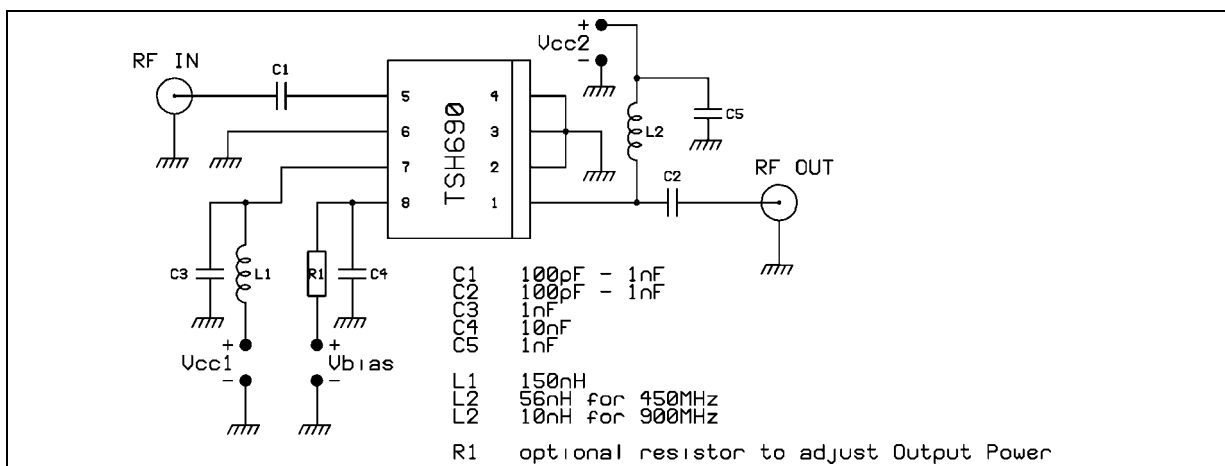 +
Vcc2
-
RF IN
C1
5
6
7
8
TSH690
4
3
2
1
L2
C5
C2
RF OUT
C3
L1
R1
C4
+
Vcc1
-
+
Vbias
-
C1 100pF - 1nF
C2 100pF - 1nF
C3 1nF
C4 10nF
C5 1nF
L1 150nH
L2 56nH for 450MHz
L2 10nH for 900MHz
R1 optional resistor to adjust Output Power